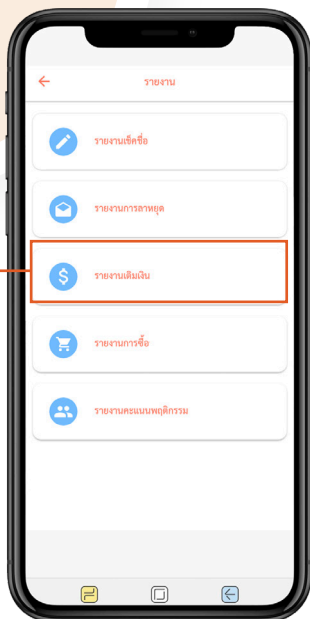 รายงาน
รายงานเช็คชื่อ
รายงานการลาหยุด
รายงานเติมเงิน
รายงานการซื้อ
รายงานคะแนนพฤติกรรม